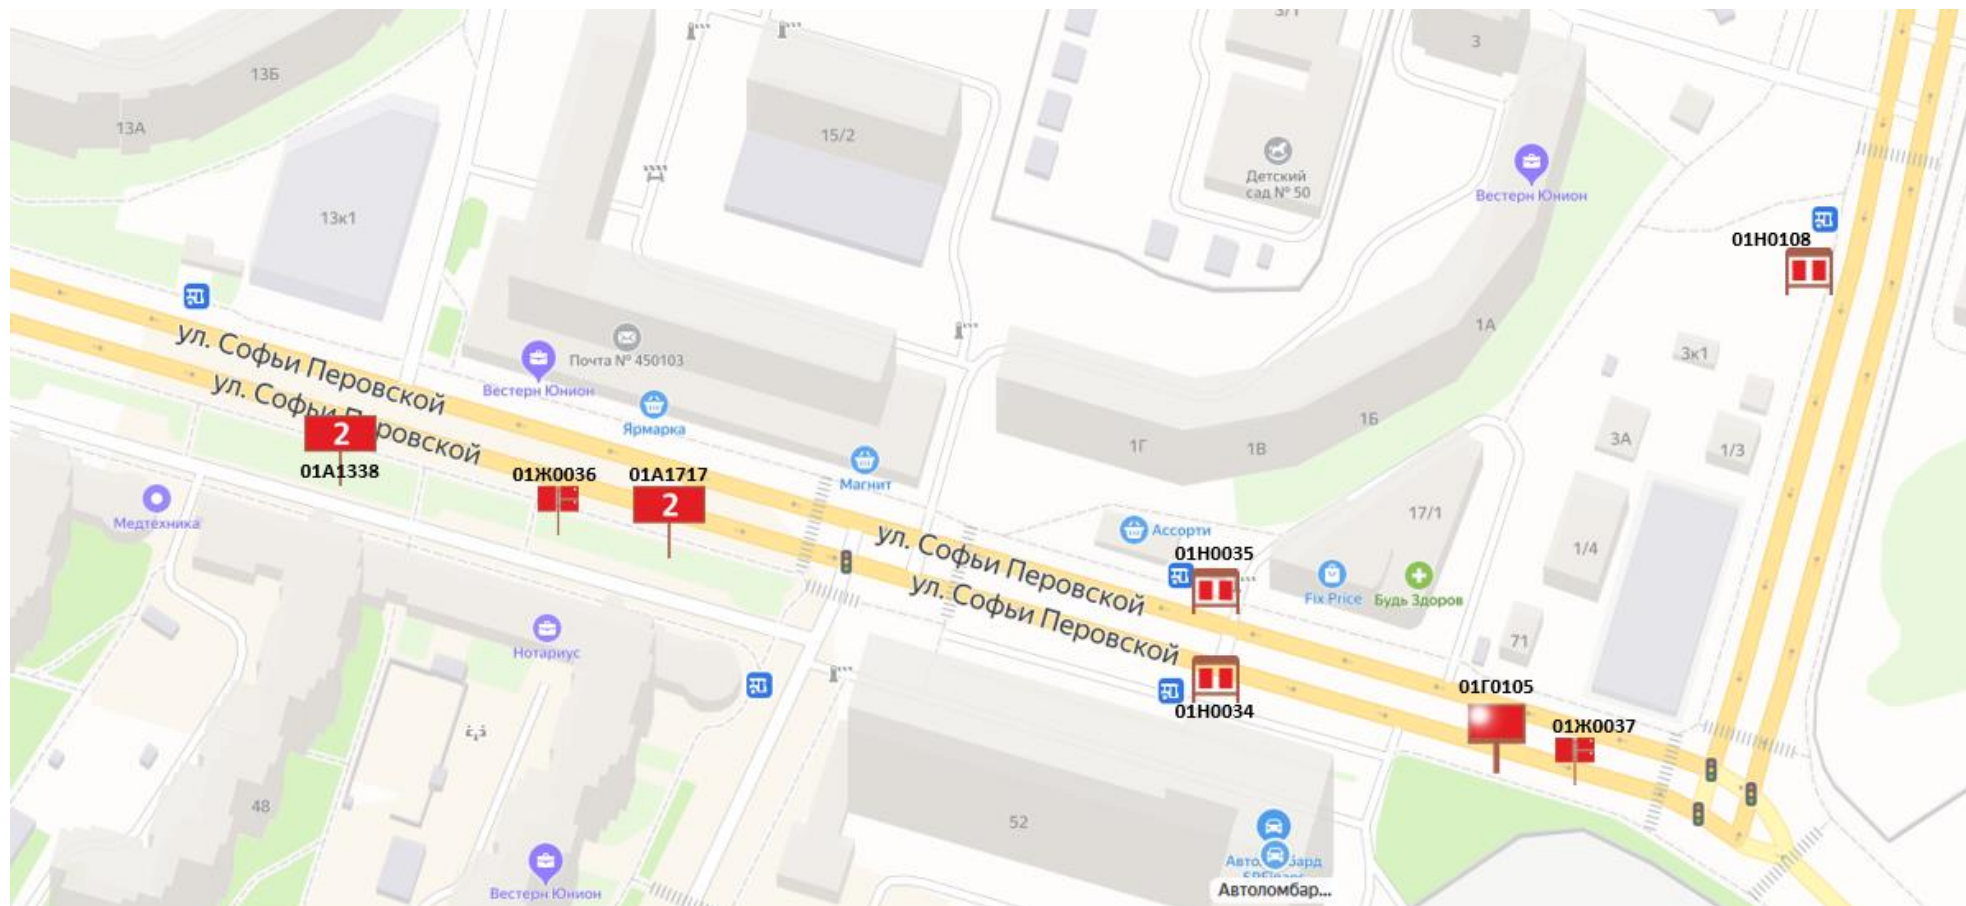 3/1
3
13Б
13А
15/2
Детский
сад № 50
Вестерн Юнион
13к1
01Н0108
1А
3к1
ул. Софьи Перовской
Почта № 450103
Вестерн Юнион
Ярмарка
ул. Софьи Перовской
2
01А1338
3А
1/3
1Б
1В
1Г
01Ж0036
01А1717
2
Магнит
Медтехника
17/1
Ассорти
01Н0035
1/4
ул. Софьи Перовской
Fix Price
Будь Здоров
ул. Софьи Перовской
71
Нотариус
01Г0105
01Н0034
01Ж0037
48
52
Вестерн Юнион
Автоломбар...